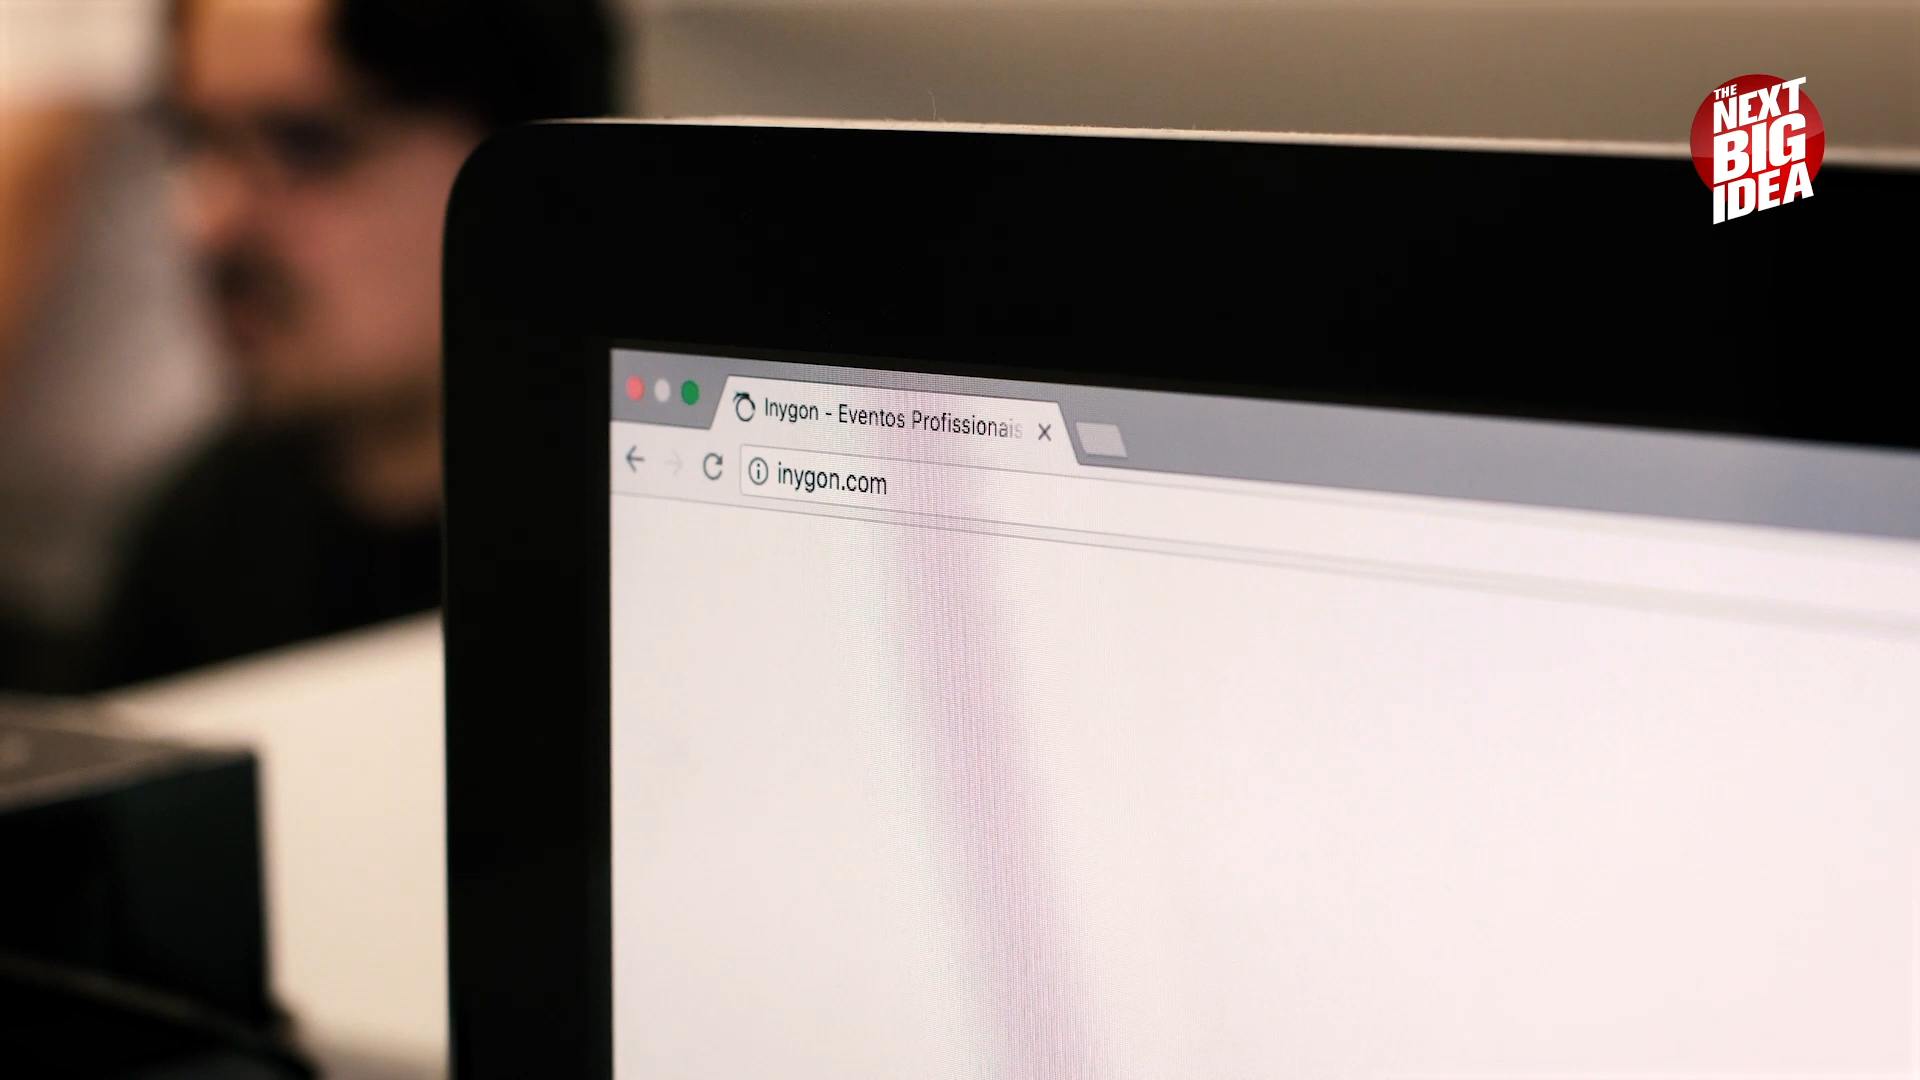 THE
NEXT
BIG
IDEA
Inygon - Eventos Profissionais
inygon.com